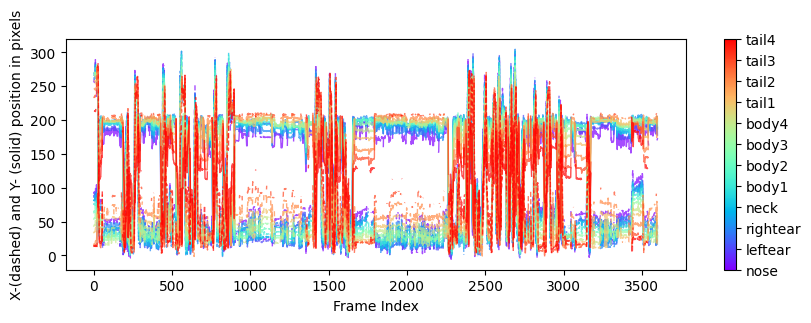 X-(dashed) and Y- (solid) position in pixels
300
250
200
150
100
50
0
0
500
1000
1500
2000
2500
3000
3500
Frame Index
tail4
tail3
tail2
tail1
body4
body3
body2
body1
neck
rightear
leftear
nose